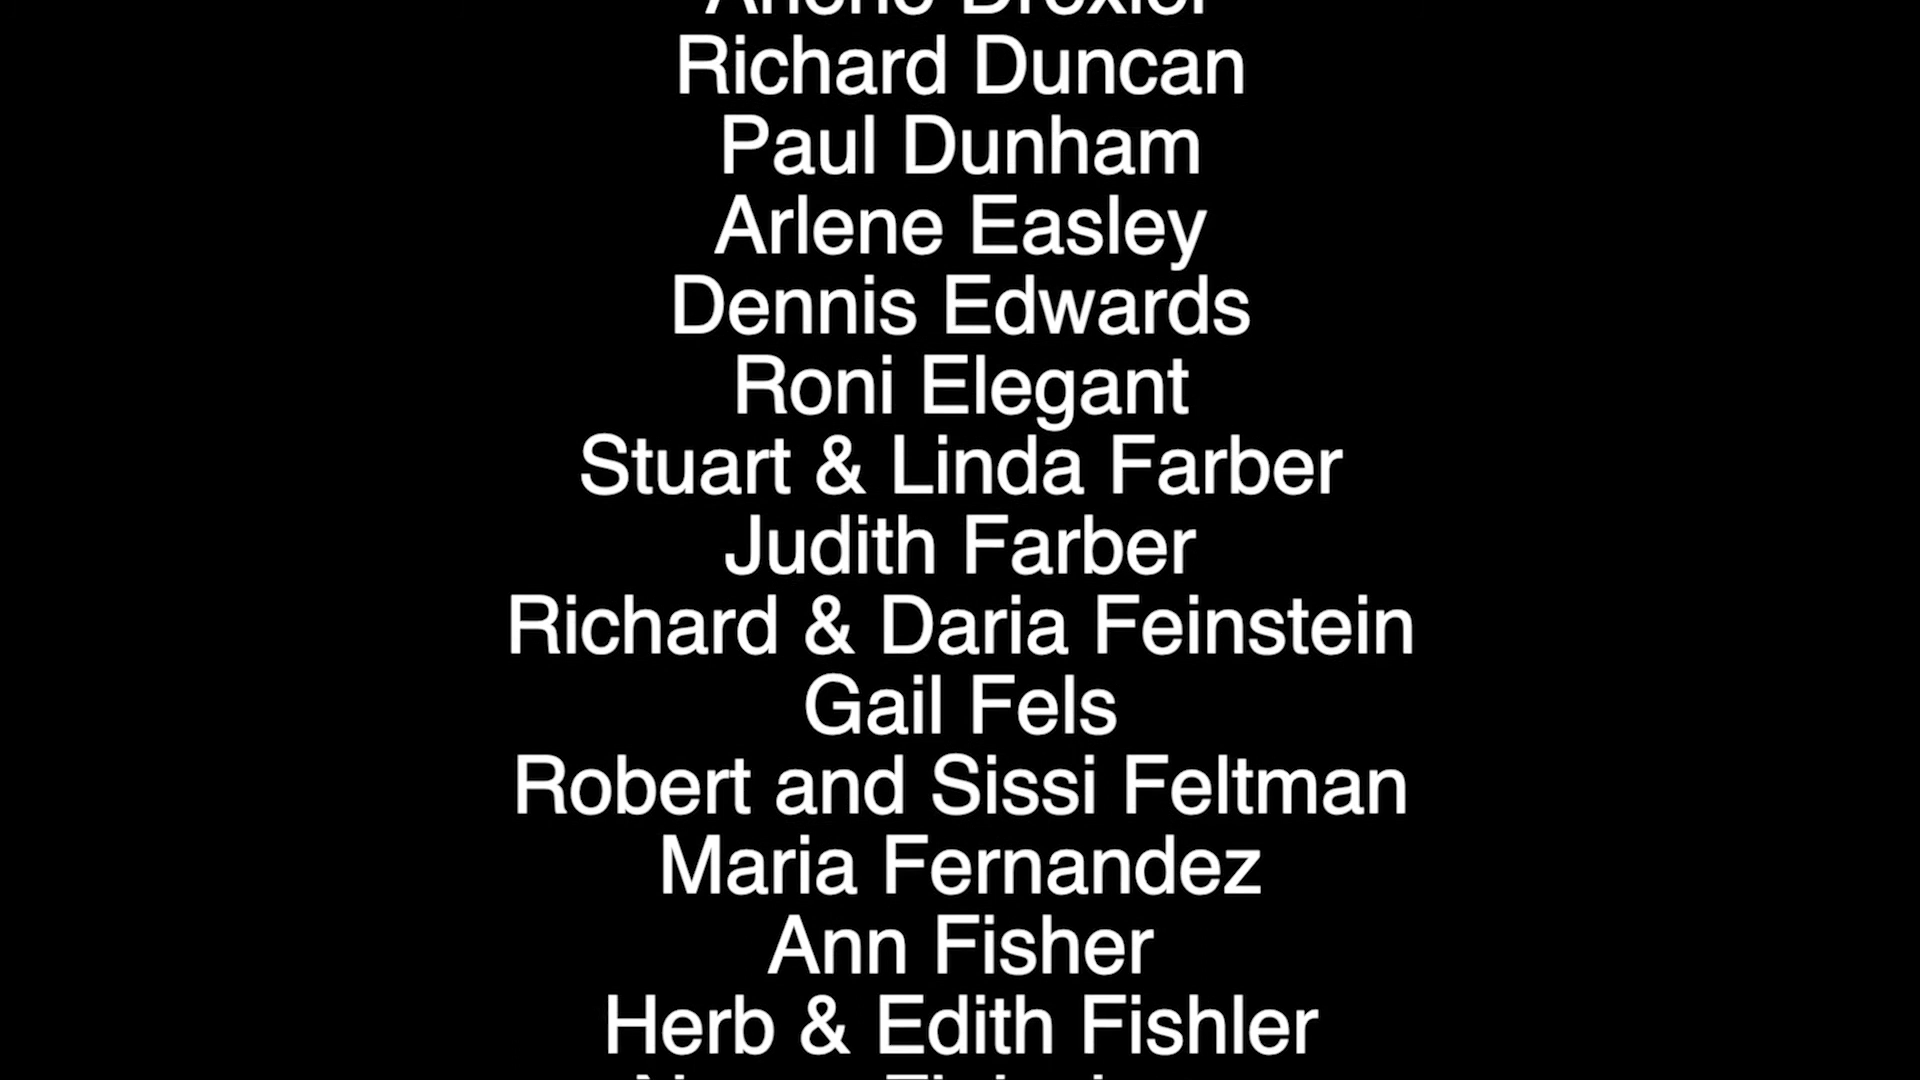 Richard Duncan
Paul Dunham
Arlene Easley
Dennis Edwards
Roni Elegant
Stuart & Linda Farber
Judith Farber
Richard & Daria Feinstein
Gail Fels
Robert and Sissi Feltman
Maria Fernandez
Ann Fisher
Herb & Edith Fishler